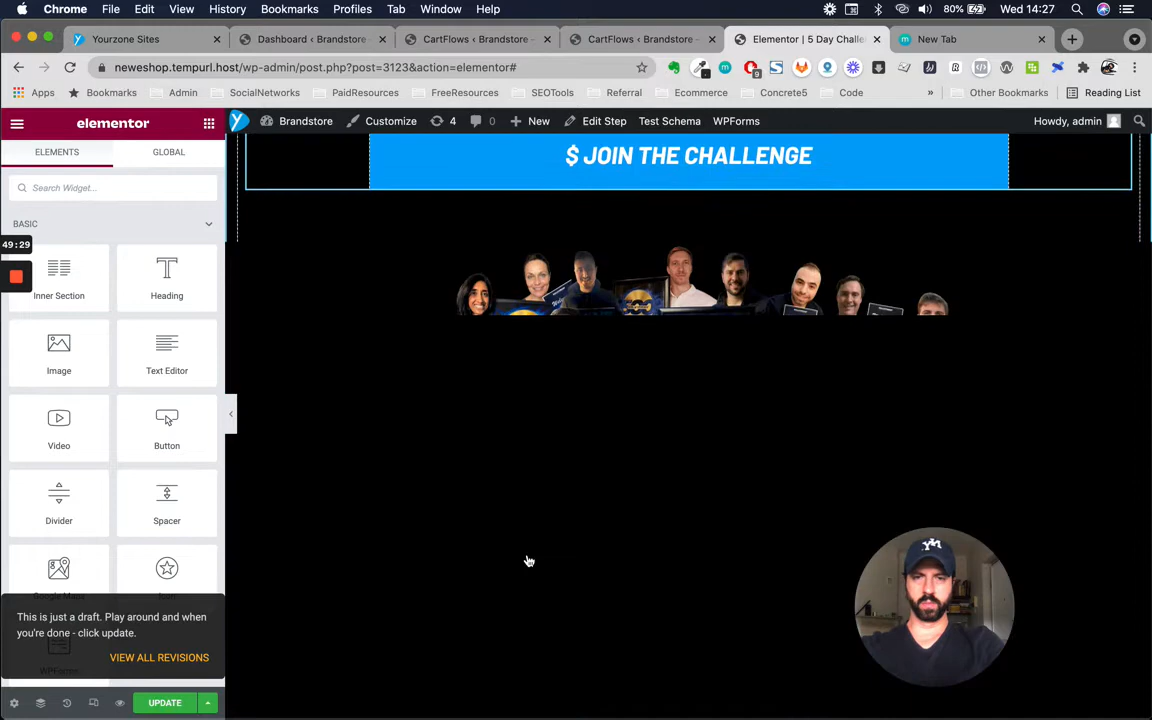 Chrome File Edit View History Bookmarks Profiles Tab Window Help 80% Wed 14:27
Yourzone Sites Dashboard ‹ Brandstore CartFlows ‹ Brandstore – CartFlows ‹ Brandstore – Elementor | 5 Day Challe New Tab
neweshop.tempurl.host/wp-admin/post.php?post=3123&action=elementor#
Apps Bookmarks Admin SocialNetworks PaidResources FreeResources SEOTools Referral Ecommerce Concrete5 Code » Other Bookmarks Reading List
elementor Brandstore Customize 4 New Edit Step Test Schema WPForms Howdy, admin
ELEMENTS GLOBAL
$ JOIN THE CHALLENGE
Search Widget...
BASIC
49:29
Inner Section Heading
Image Text Editor
Video Button
Divider Spacer
Google Maps Icon
This is just a draft. Play around and when
you're done - click update.
VIEW ALL REVISIONS
WPForms
UPDATE